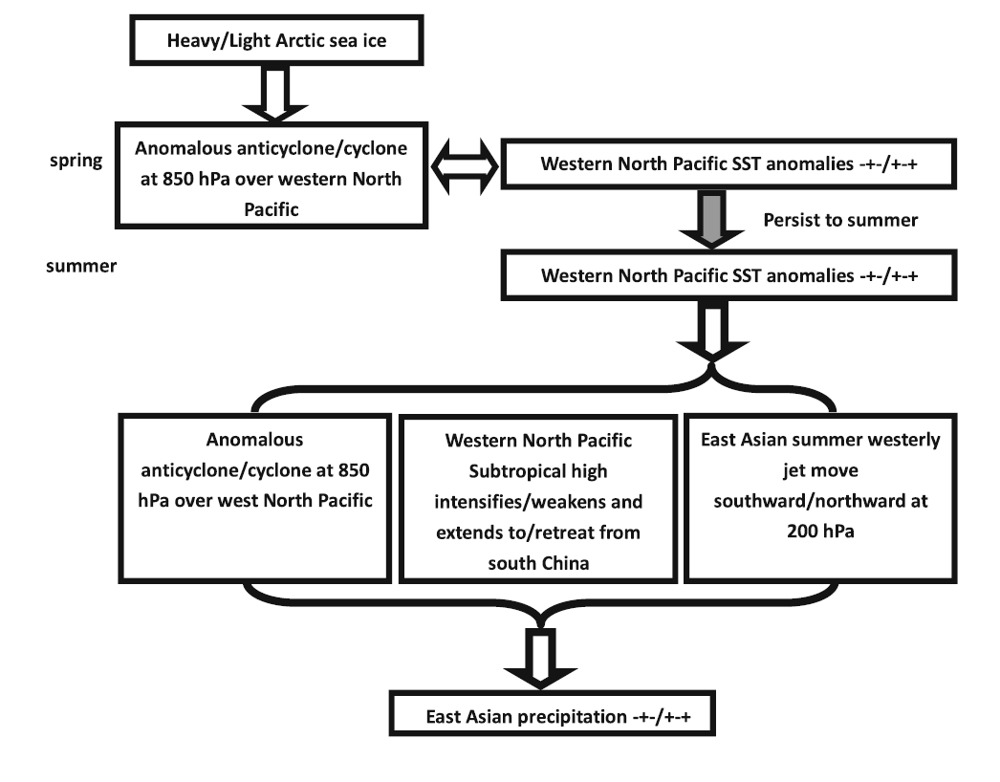 Heavy/Light Arctic sea ice
spring
Anomalous anticyclone/cyclone
at 850 hPa over western North
Pacific
Western North Pacific SST anomalies -+-/+-+
Persist to summer
summer
Western North Pacific SST anomalies -+-/+-+
Anomalous
anticyclone/cyclone at 850
hPa over west North Pacific
Western North Pacific
Subtropical high
intensifies/weakens and
extends to/retreat from
south China
East Asian summer westerly
jet move
southward/northward at
200 hPa
East Asian precipitation -+-/+-+